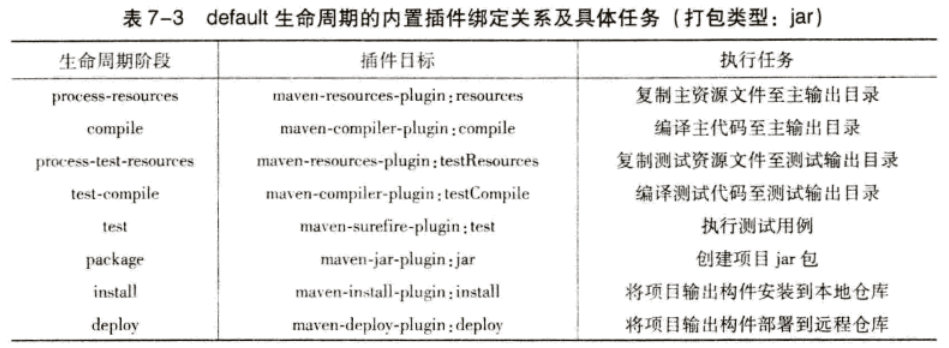 表 7-3 default 生命周期的内置插件绑定关系及具体任务（打包类型：jar）
生命周期阶段 插件目标 执行任务
process-resources maven-resources-plugin:resources 复制主资源文件至主输出目录
compile maven-compiler-plugin:compile 编译主代码至主输出目录
process-test-resources maven-resources-plugin:testResources 复制测试资源文件至测试输出目录
test-compile maven-compiler-plugin:testCompile 编译测试代码至测试输出目录
test maven-surefire-plugin:test 执行测试用例
package maven-jar-plugin:jar 创建项目 jar 包
install maven-install-plugin:install 将项目输出构件安装到本地仓库
deploy maven-deploy-plugin:deploy 将项目输出构件部署到远程仓库